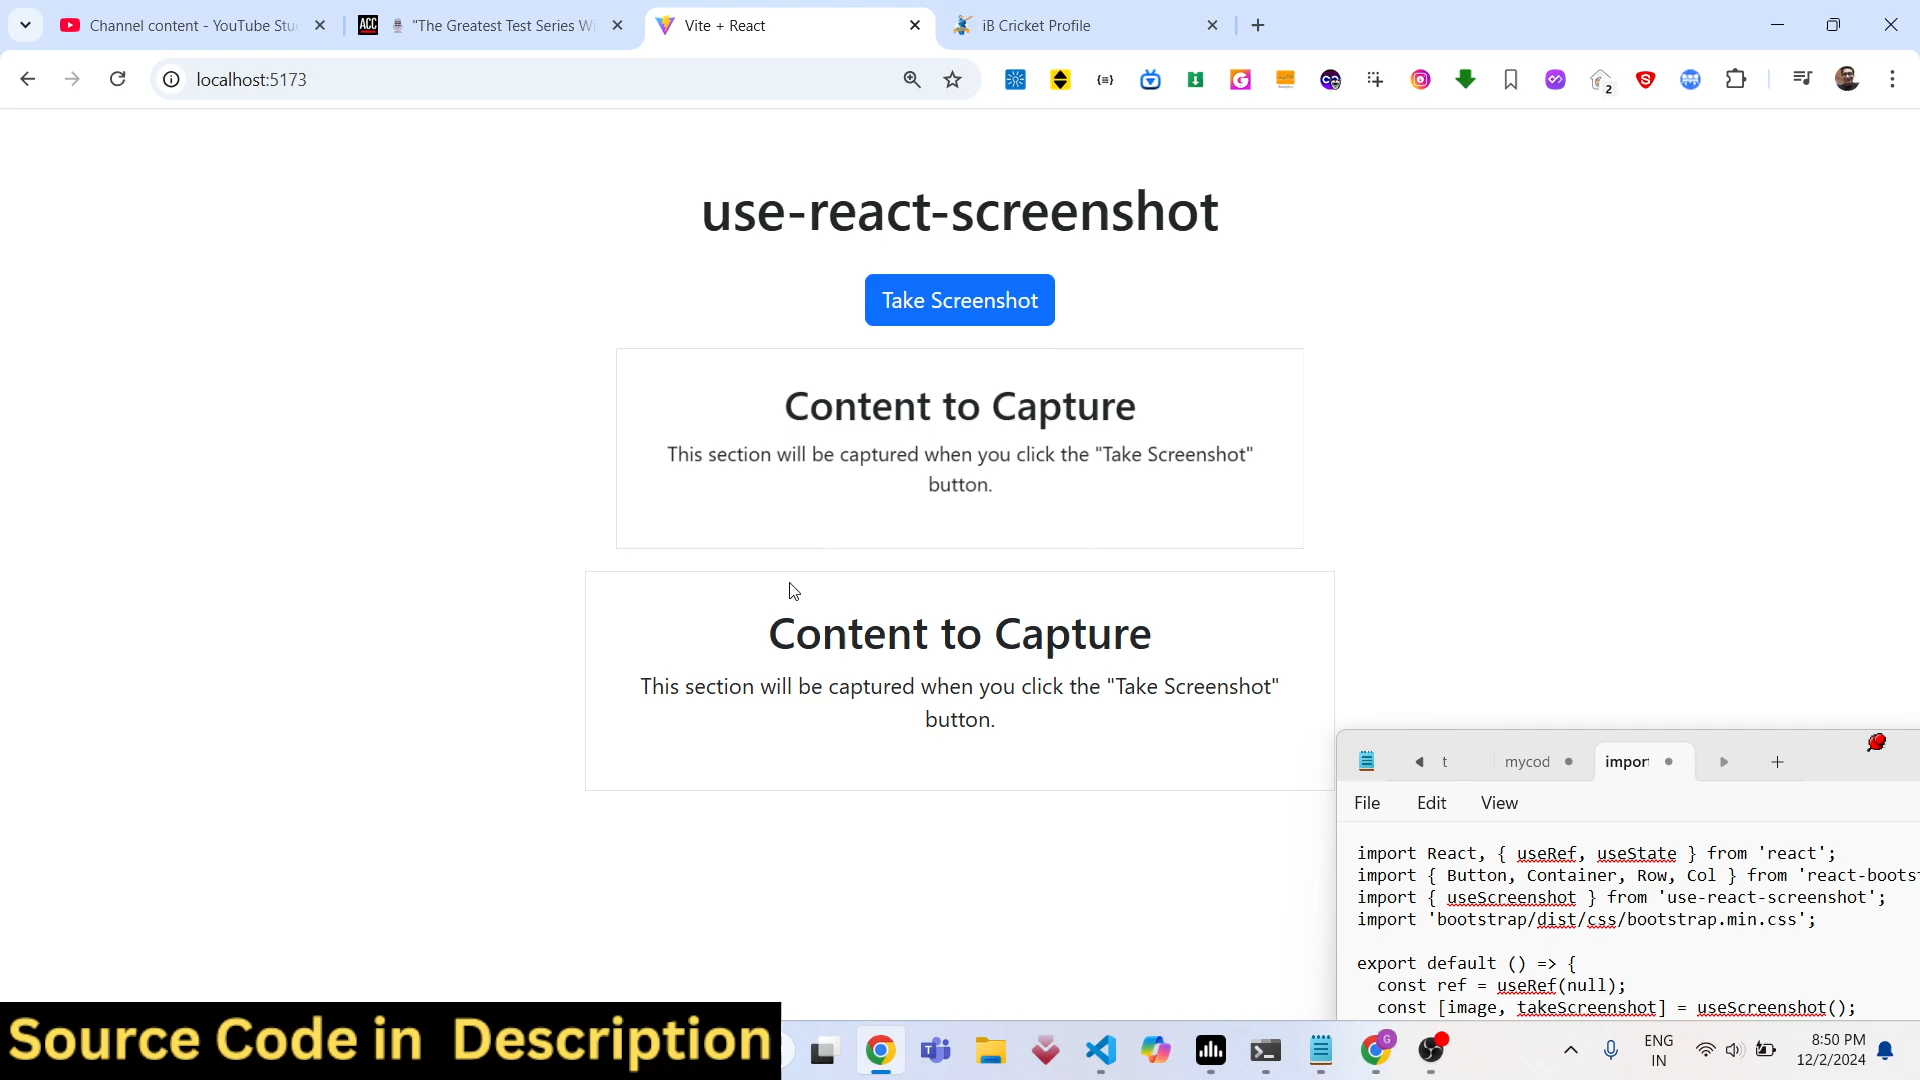 Channel content - YouTube Stu
ACC
"The Greatest Test Series Wi
Vite + React
iB Cricket Profile
localhost:5173
2
use-react-screenshot
Take Screenshot
Content to Capture
This section will be captured when you click the "Take Screenshot"
button.
Content to Capture
This section will be captured when you click the "Take Screenshot"
button.
t
mycod
import
File
Edit
View
import React, { useRef, useState } from 'react';
import { Button, Container, Row, Col } from 'react-boots
import { useScreenshot } from 'use-react-screenshot';
import 'bootstrap/dist/css/bootstrap.min.css';
export default () => {
const ref = useRef(null);
const [image, takeScreenshot] = useScreenshot();
Source Code in Description
ENG
IN
8:50 PM
12/2/2024